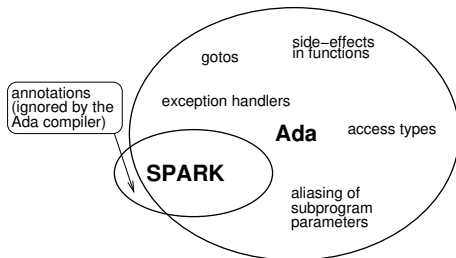 side−effects
in functions
gotos
annotations
(ignored by the
Ada compiler)
exception handlers
Ada
access types
SPARK
aliasing of
subprogram
parameters